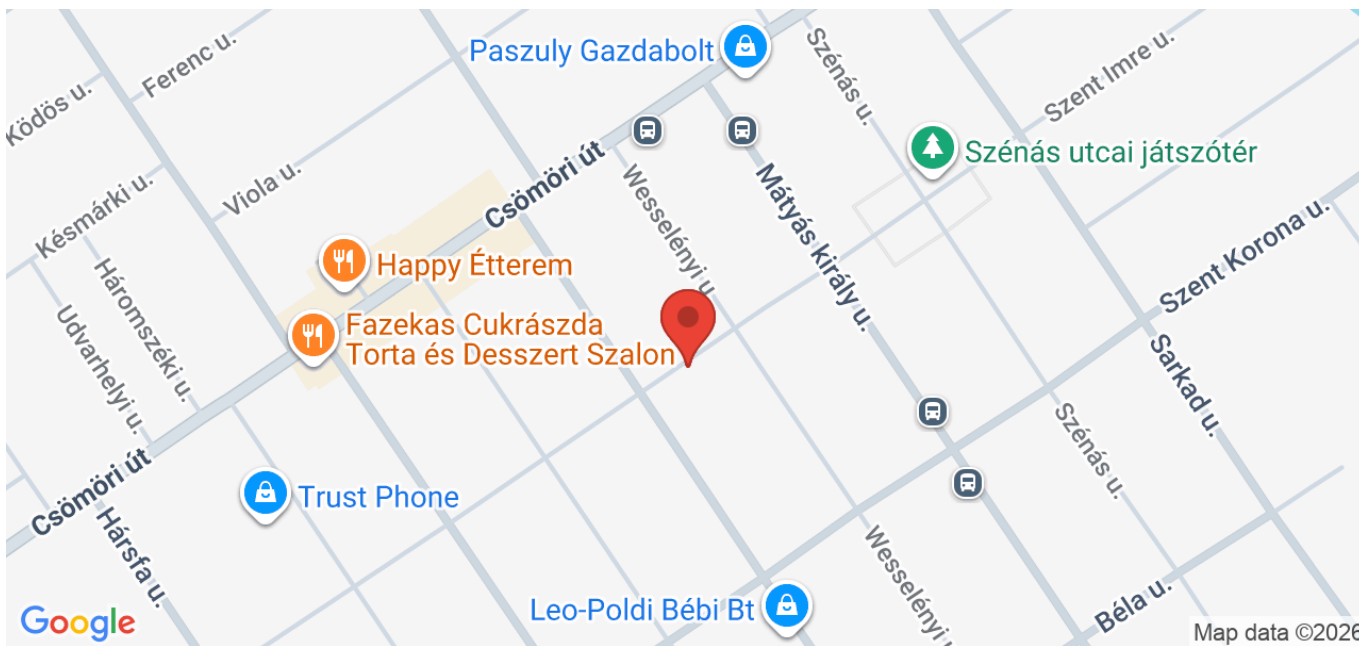 Paszuly Gazdabolt
Szénás u.
Szent Imre u.
Ferenc u.
Ködös u.
Szénás utcai játszótér
Viola u.
Csömöri út
Wesselényi u.
Mátyás király u.
Késmárki u.
Szent Korona u.
Happy Étterem
Háromszéki u.
Udvarhelyi u.
Fazekas Cukrászda
Torta és Desszert Szalon
Sarkad u.
Szénás u.
Csömöri út
Trust Phone
Hársfa u.
Wesselényi u
Leo-Poldi Bébi Bt
Béla u.
Google
Map data ©2026